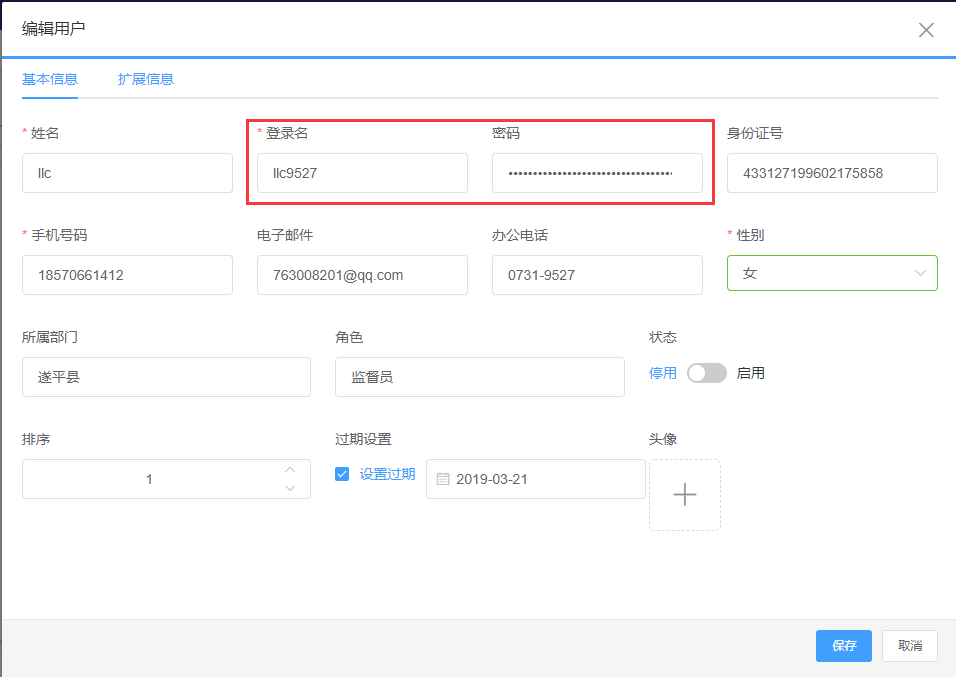 编辑用户
基本信息 扩展信息
* 姓名 * 登录名 密码 身份证号
llc llc9527 •••••••••••••••••••••••••••••••• 433127199602175858
* 手机号码 电子邮件 办公电话 * 性别
18570661412 763008201@qq.com 0731-9527 女
所属部门 角色 状态
遂平县 监督员 停用 启用
排序 过期设置 头像
1 设置过期 2019-03-21
保存 取消